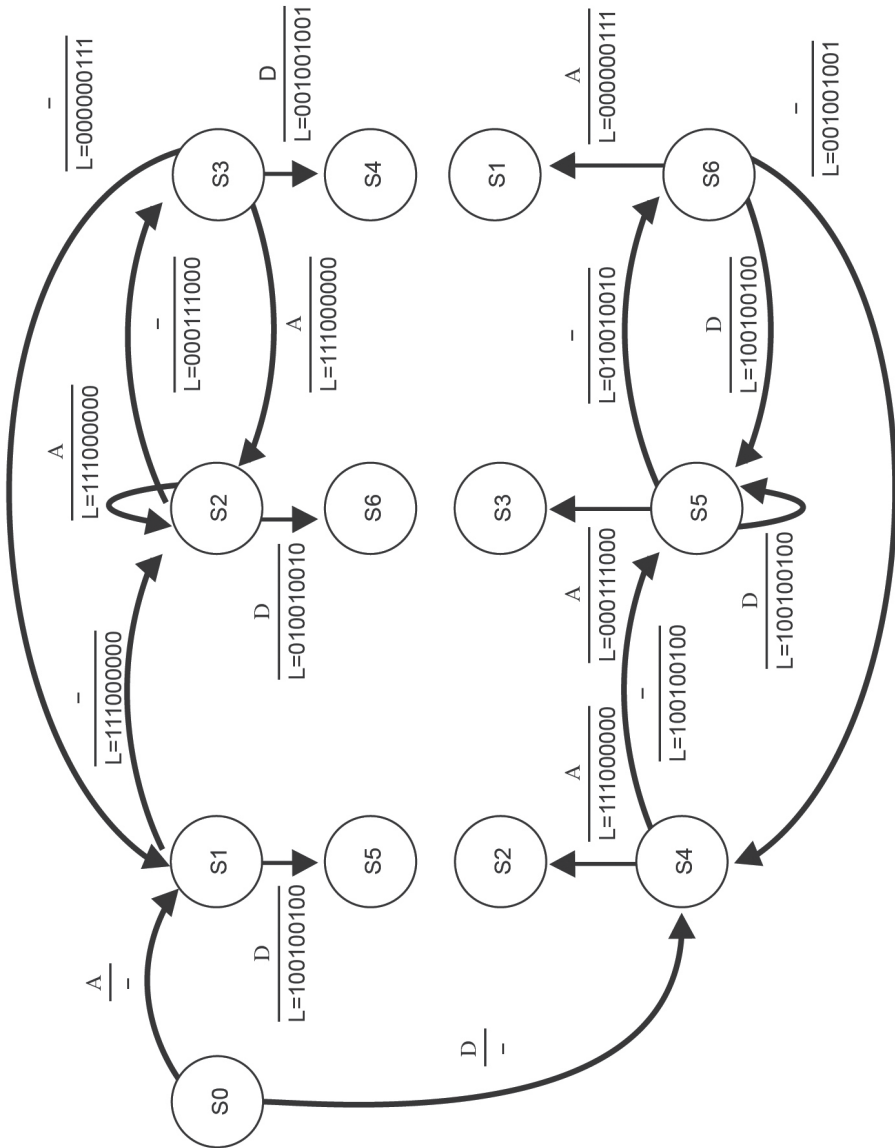 A
-
S0
D
-
-
L=000000111
-
L=111000000
A
L=111000000
-
L=000111000
S1
S2
S3
D
L=100100100
D
L=010010010
A
L=111000000
D
L=001001001
S5
S6
S4
S2
S3
S1
A
L=111000000
A
L=000111000
-
L=010010010
A
L=000000111
-
L=100100100
S4
S5
S6
D
L=100100100
D
L=100100100
-
L=001001001